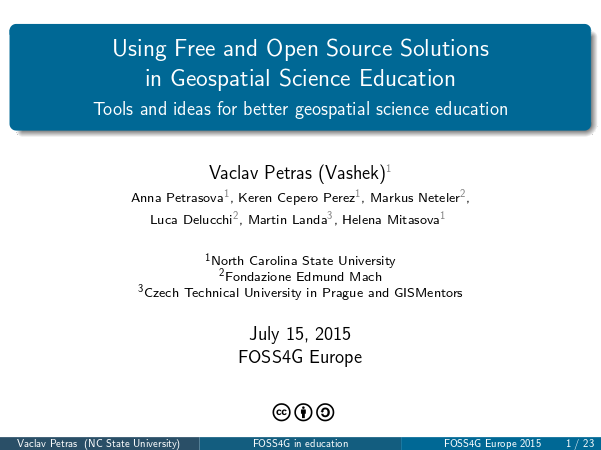 Using Free and Open Source Solutions
in Geospatial Science Education
Tools and ideas for better geospatial science education
Vaclav Petras (Vashek)1
Anna Petrasova1, Keren Cepero Perez1, Markus Neteler2,
Luca Delucchi2, Martin Landa3, Helena Mitasova1
1North Carolina State University
2Fondazione Edmund Mach
3Czech Technical University in Prague and GISMentors
July 15, 2015
FOSS4G Europe
cc
Vaclav Petras (NC State University) FOSS4G in education FOSS4G Europe 2015 1 / 23